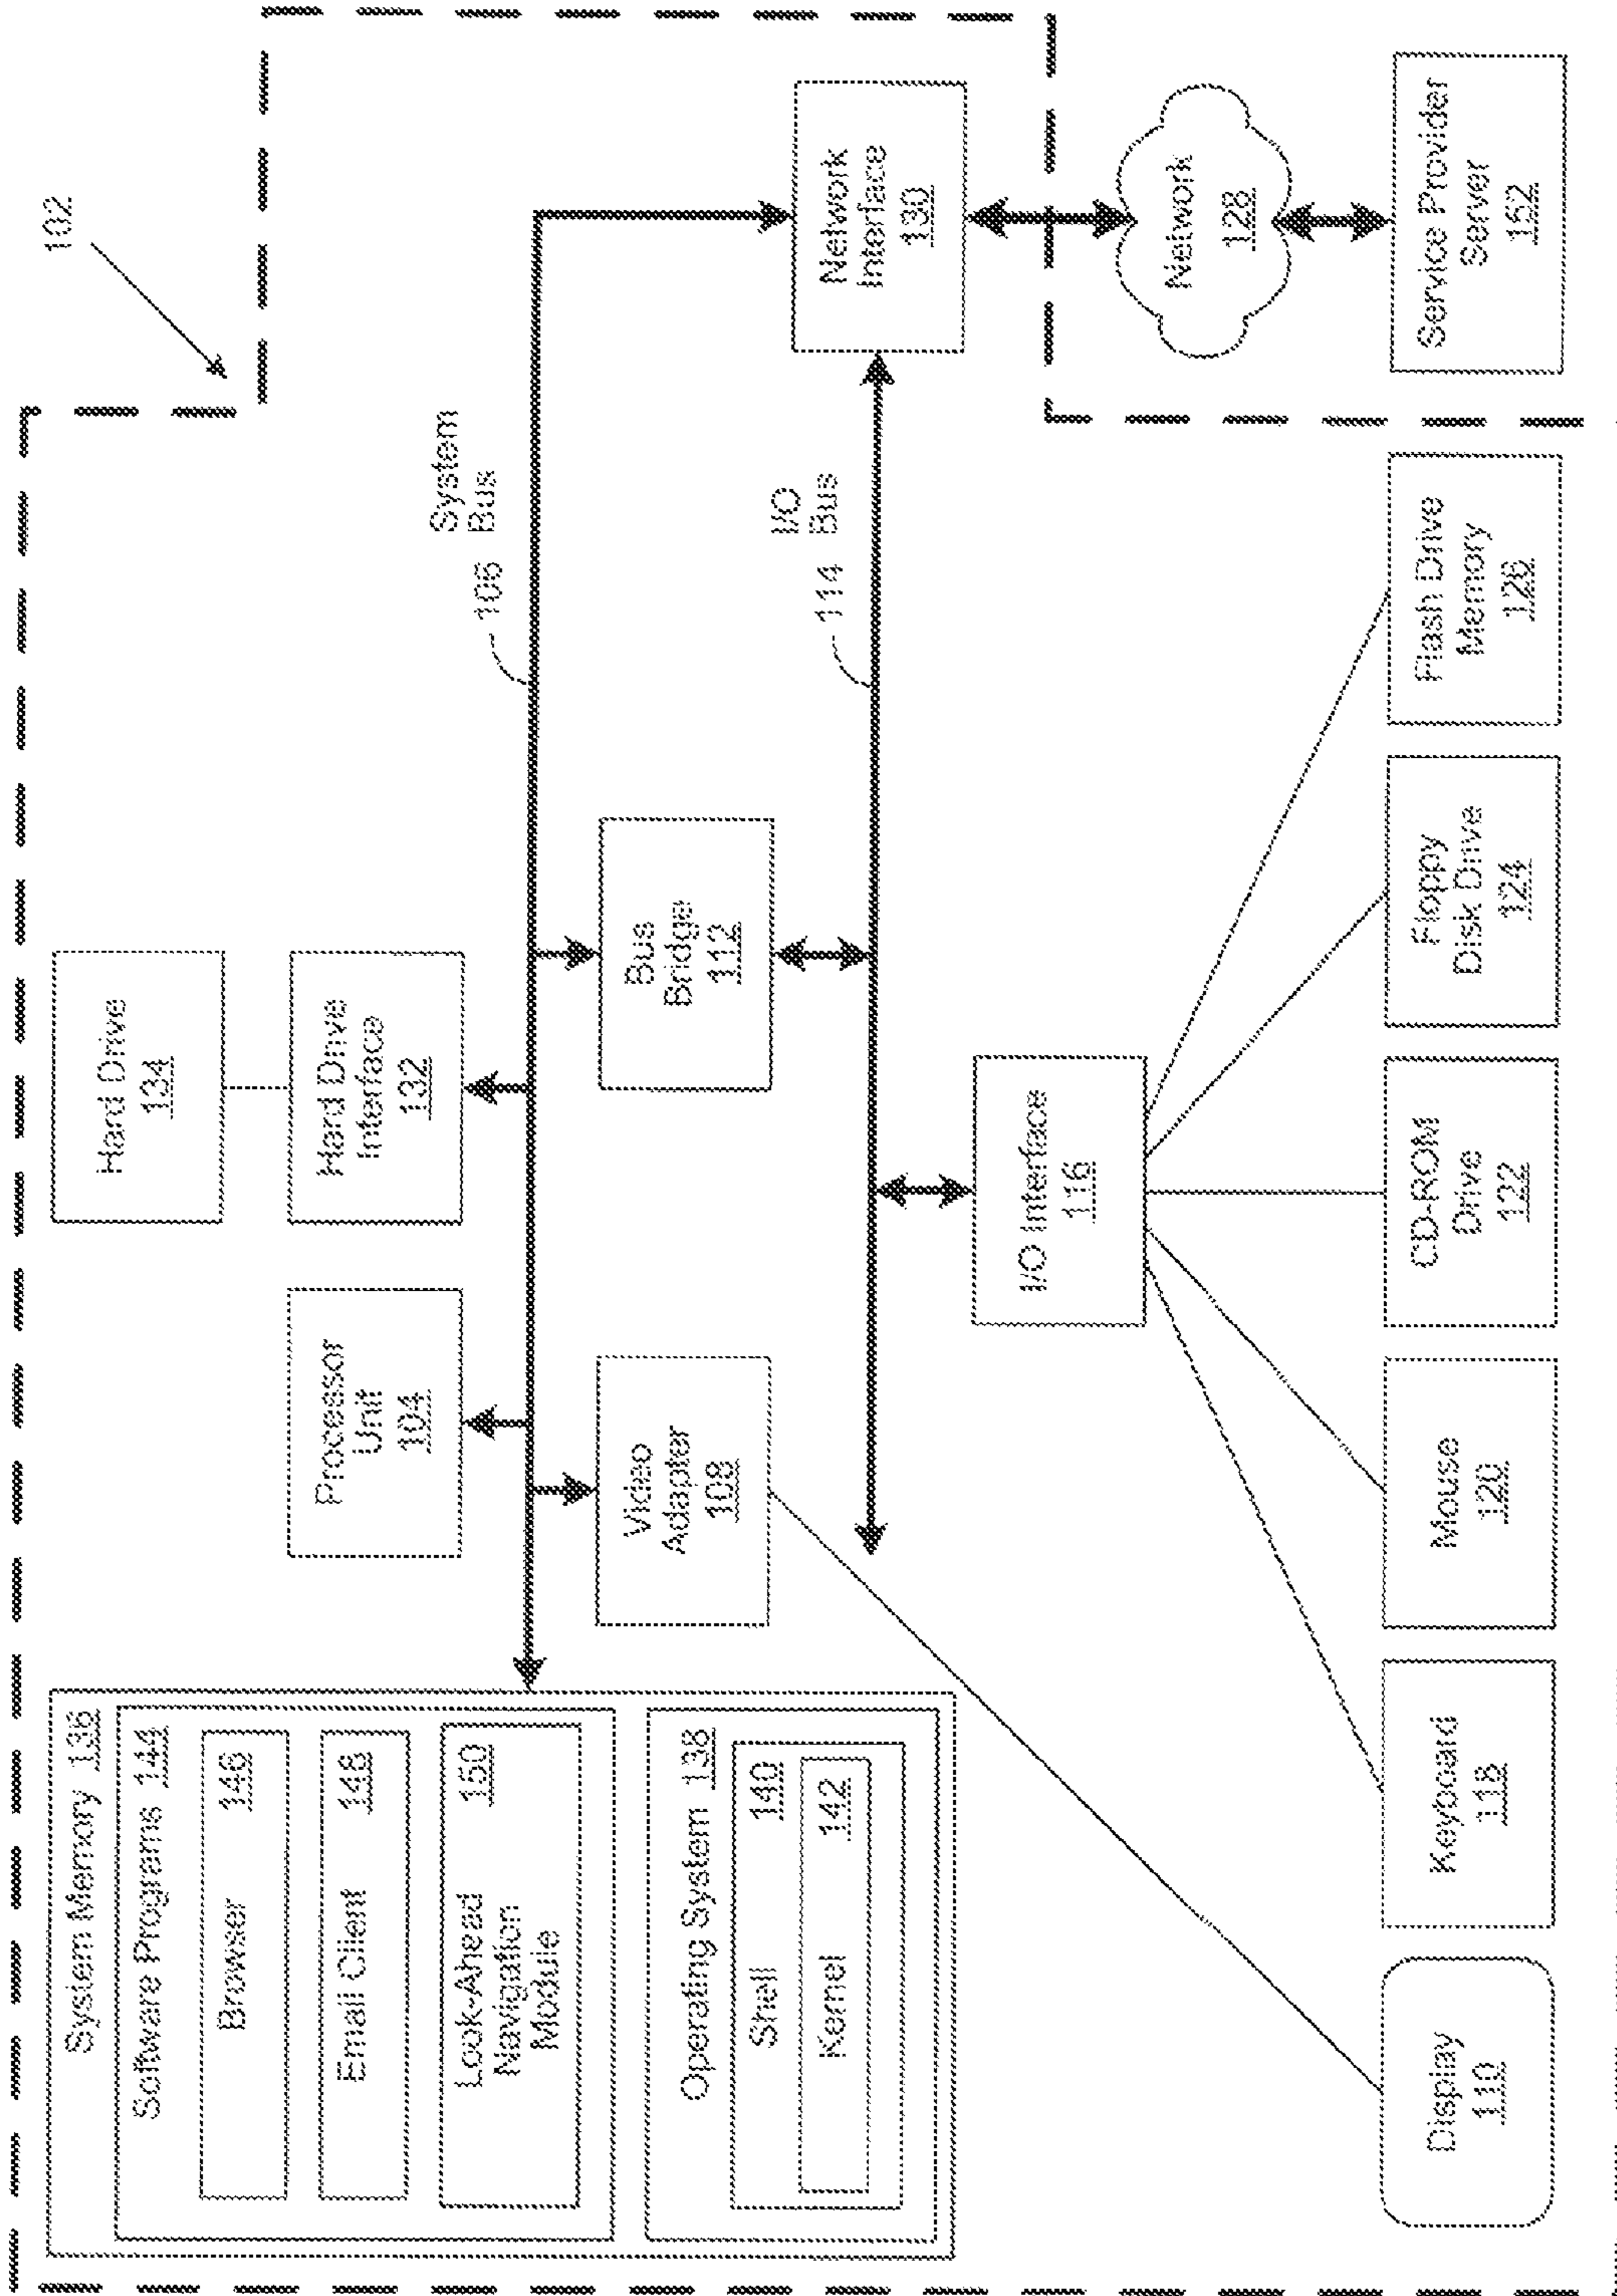 102
System Memory 136
Software Programs 144
Browser 146
Email Client 148
Look-Ahead 150
Navigation
Module
Operating System 138
Shell 140
Kernel 142
Processor
Unit
104
Hard Drive
134
Hard Drive
Interface
132
System
Bus
106
Video
Adapter
108
Bus
Bridge
112
I/O
Bus
114
Network
Interface
130
I/O Interface
116
Network
128
Display
110
Keyboard
118
Mouse
120
CD-ROM
Drive
122
Floppy
Disk Drive
124
Flash Drive
Memory
126
Service Provider
Server
152